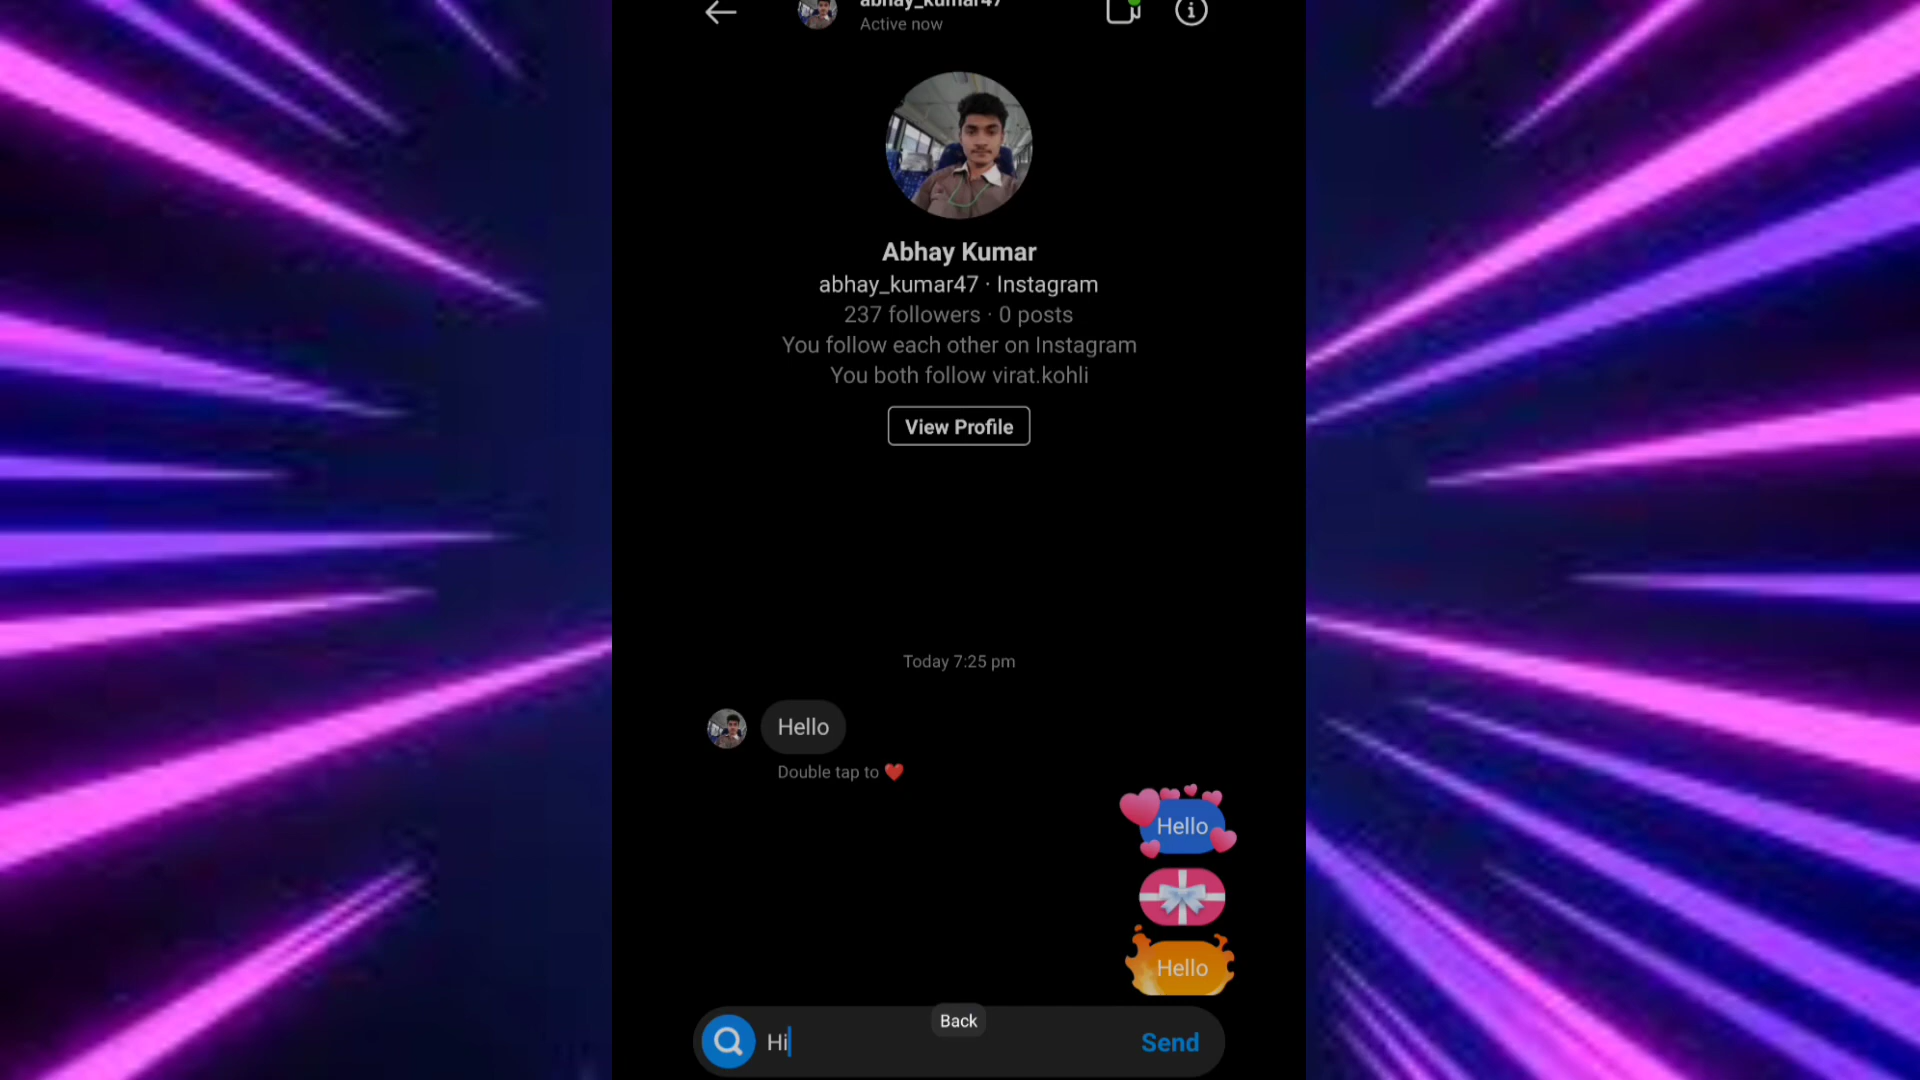 abhay_kumar47
Active now
Abhay Kumar
abhay_kumar47 · Instagram
237 followers · 0 posts
You follow each other on Instagram
You both follow virat.kohli
View Profile
Today 7:25 pm
Hello
Double tap to ❤️
Hello
Hello
Back
Hi
Send